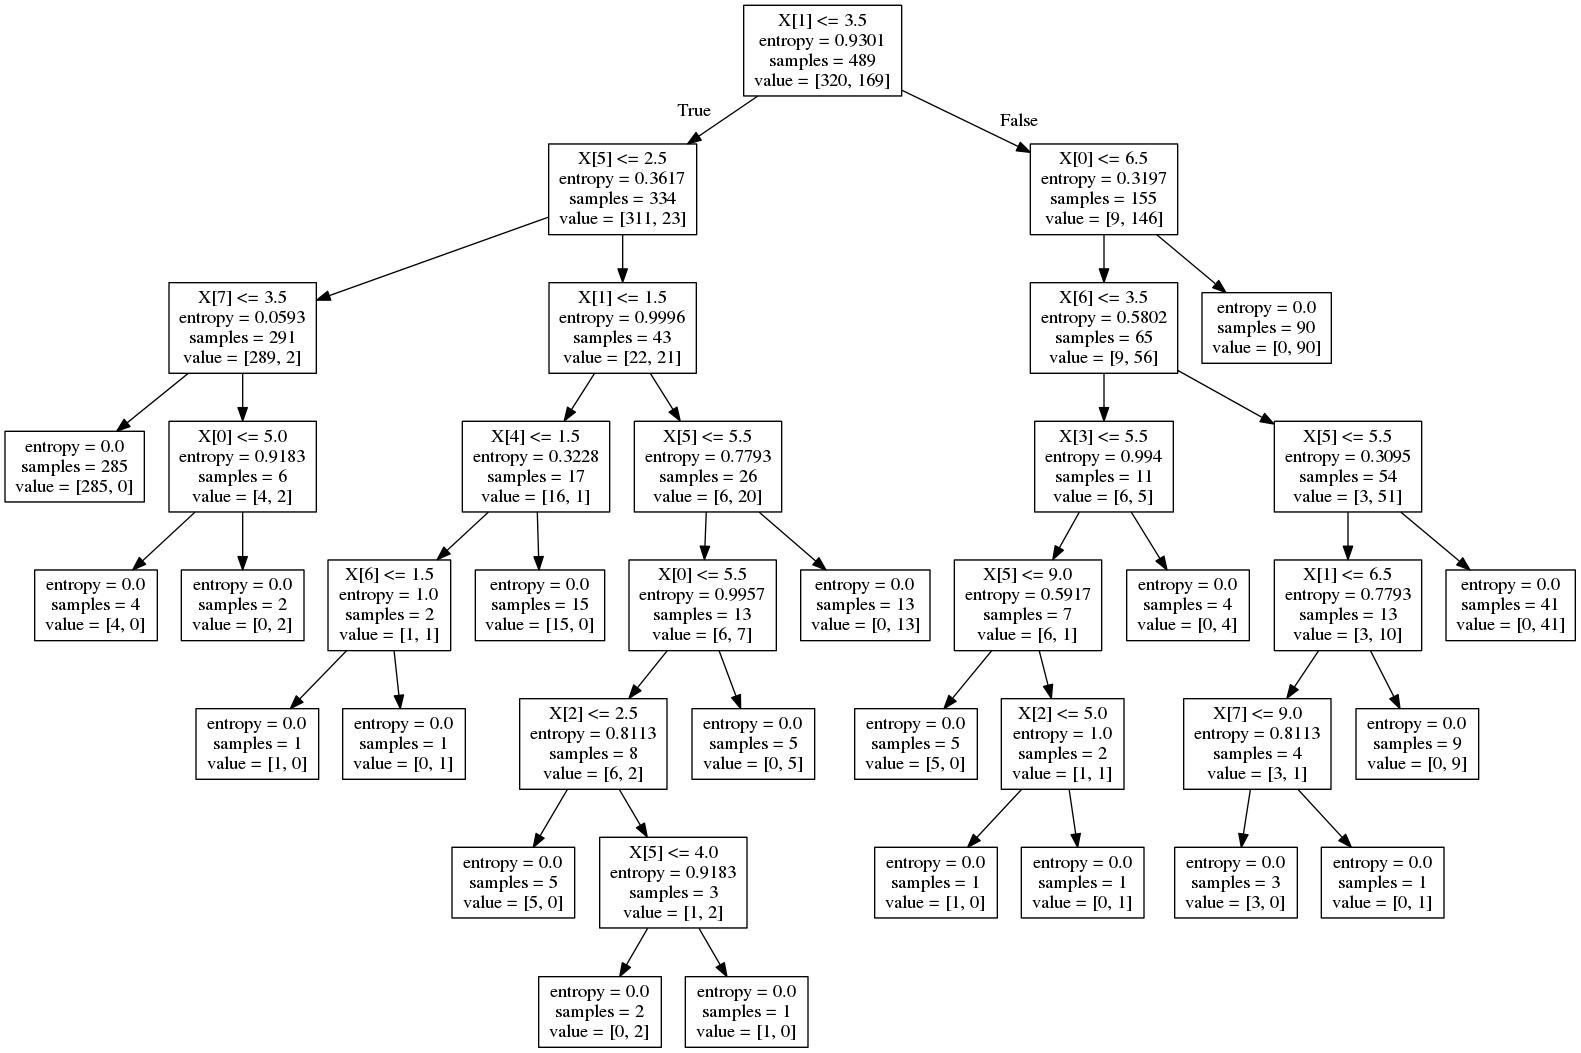 X[1] <= 3.5
entropy = 0.9301
samples = 489
value = [320, 169]
True
False
X[5] <= 2.5
entropy = 0.3617
samples = 334
value = [311, 23]
X[0] <= 6.5
entropy = 0.3197
samples = 155
value = [9, 146]
X[7] <= 3.5
entropy = 0.0593
samples = 291
value = [289, 2]
X[1] <= 1.5
entropy = 0.9996
samples = 43
value = [22, 21]
X[6] <= 3.5
entropy = 0.5802
samples = 65
value = [9, 56]
entropy = 0.0
samples = 90
value = [0, 90]
entropy = 0.0
samples = 285
value = [285, 0]
X[0] <= 5.0
entropy = 0.9183
samples = 6
value = [4, 2]
X[4] <= 1.5
entropy = 0.3228
samples = 17
value = [16, 1]
X[5] <= 5.5
entropy = 0.7793
samples = 26
value = [6, 20]
X[3] <= 5.5
entropy = 0.994
samples = 11
value = [6, 5]
X[5] <= 5.5
entropy = 0.3095
samples = 54
value = [3, 51]
entropy = 0.0
samples = 4
value = [4, 0]
entropy = 0.0
samples = 2
value = [0, 2]
X[6] <= 1.5
entropy = 1.0
samples = 2
value = [1, 1]
entropy = 0.0
samples = 15
value = [15, 0]
X[0] <= 5.5
entropy = 0.9957
samples = 13
value = [6, 7]
entropy = 0.0
samples = 13
value = [0, 13]
X[5] <= 9.0
entropy = 0.5917
samples = 7
value = [6, 1]
entropy = 0.0
samples = 4
value = [0, 4]
X[1] <= 6.5
entropy = 0.7793
samples = 13
value = [3, 10]
entropy = 0.0
samples = 41
value = [0, 41]
entropy = 0.0
samples = 1
value = [1, 0]
entropy = 0.0
samples = 1
value = [0, 1]
X[2] <= 2.5
entropy = 0.8113
samples = 8
value = [6, 2]
entropy = 0.0
samples = 5
value = [0, 5]
entropy = 0.0
samples = 5
value = [5, 0]
X[2] <= 5.0
entropy = 1.0
samples = 2
value = [1, 1]
X[7] <= 9.0
entropy = 0.8113
samples = 4
value = [3, 1]
entropy = 0.0
samples = 9
value = [0, 9]
entropy = 0.0
samples = 5
value = [5, 0]
X[5] <= 4.0
entropy = 0.9183
samples = 3
value = [1, 2]
entropy = 0.0
samples = 1
value = [1, 0]
entropy = 0.0
samples = 1
value = [0, 1]
entropy = 0.0
samples = 3
value = [3, 0]
entropy = 0.0
samples = 1
value = [0, 1]
entropy = 0.0
samples = 2
value = [0, 2]
entropy = 0.0
samples = 1
value = [1, 0]